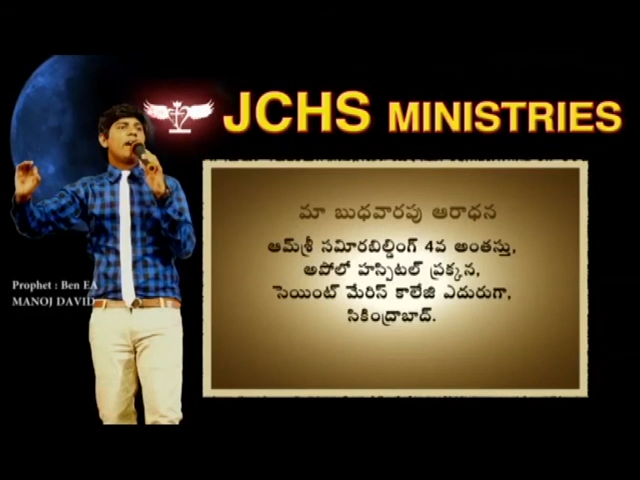 JCHS MINISTRIES
మా బుధవారపు ఆరాధన
ఆమ్‌శ్రీ సమీరబిల్డింగ్ 4వ అంతస్తు,
అపోలో హస్పిటల్ ప్రక్కన,
సెయింట్ మేరిస్ కాలేజి ఎదురుగా,
సికింద్రాబాద్.
Prophet : Ben EA
MANOJ DAVID